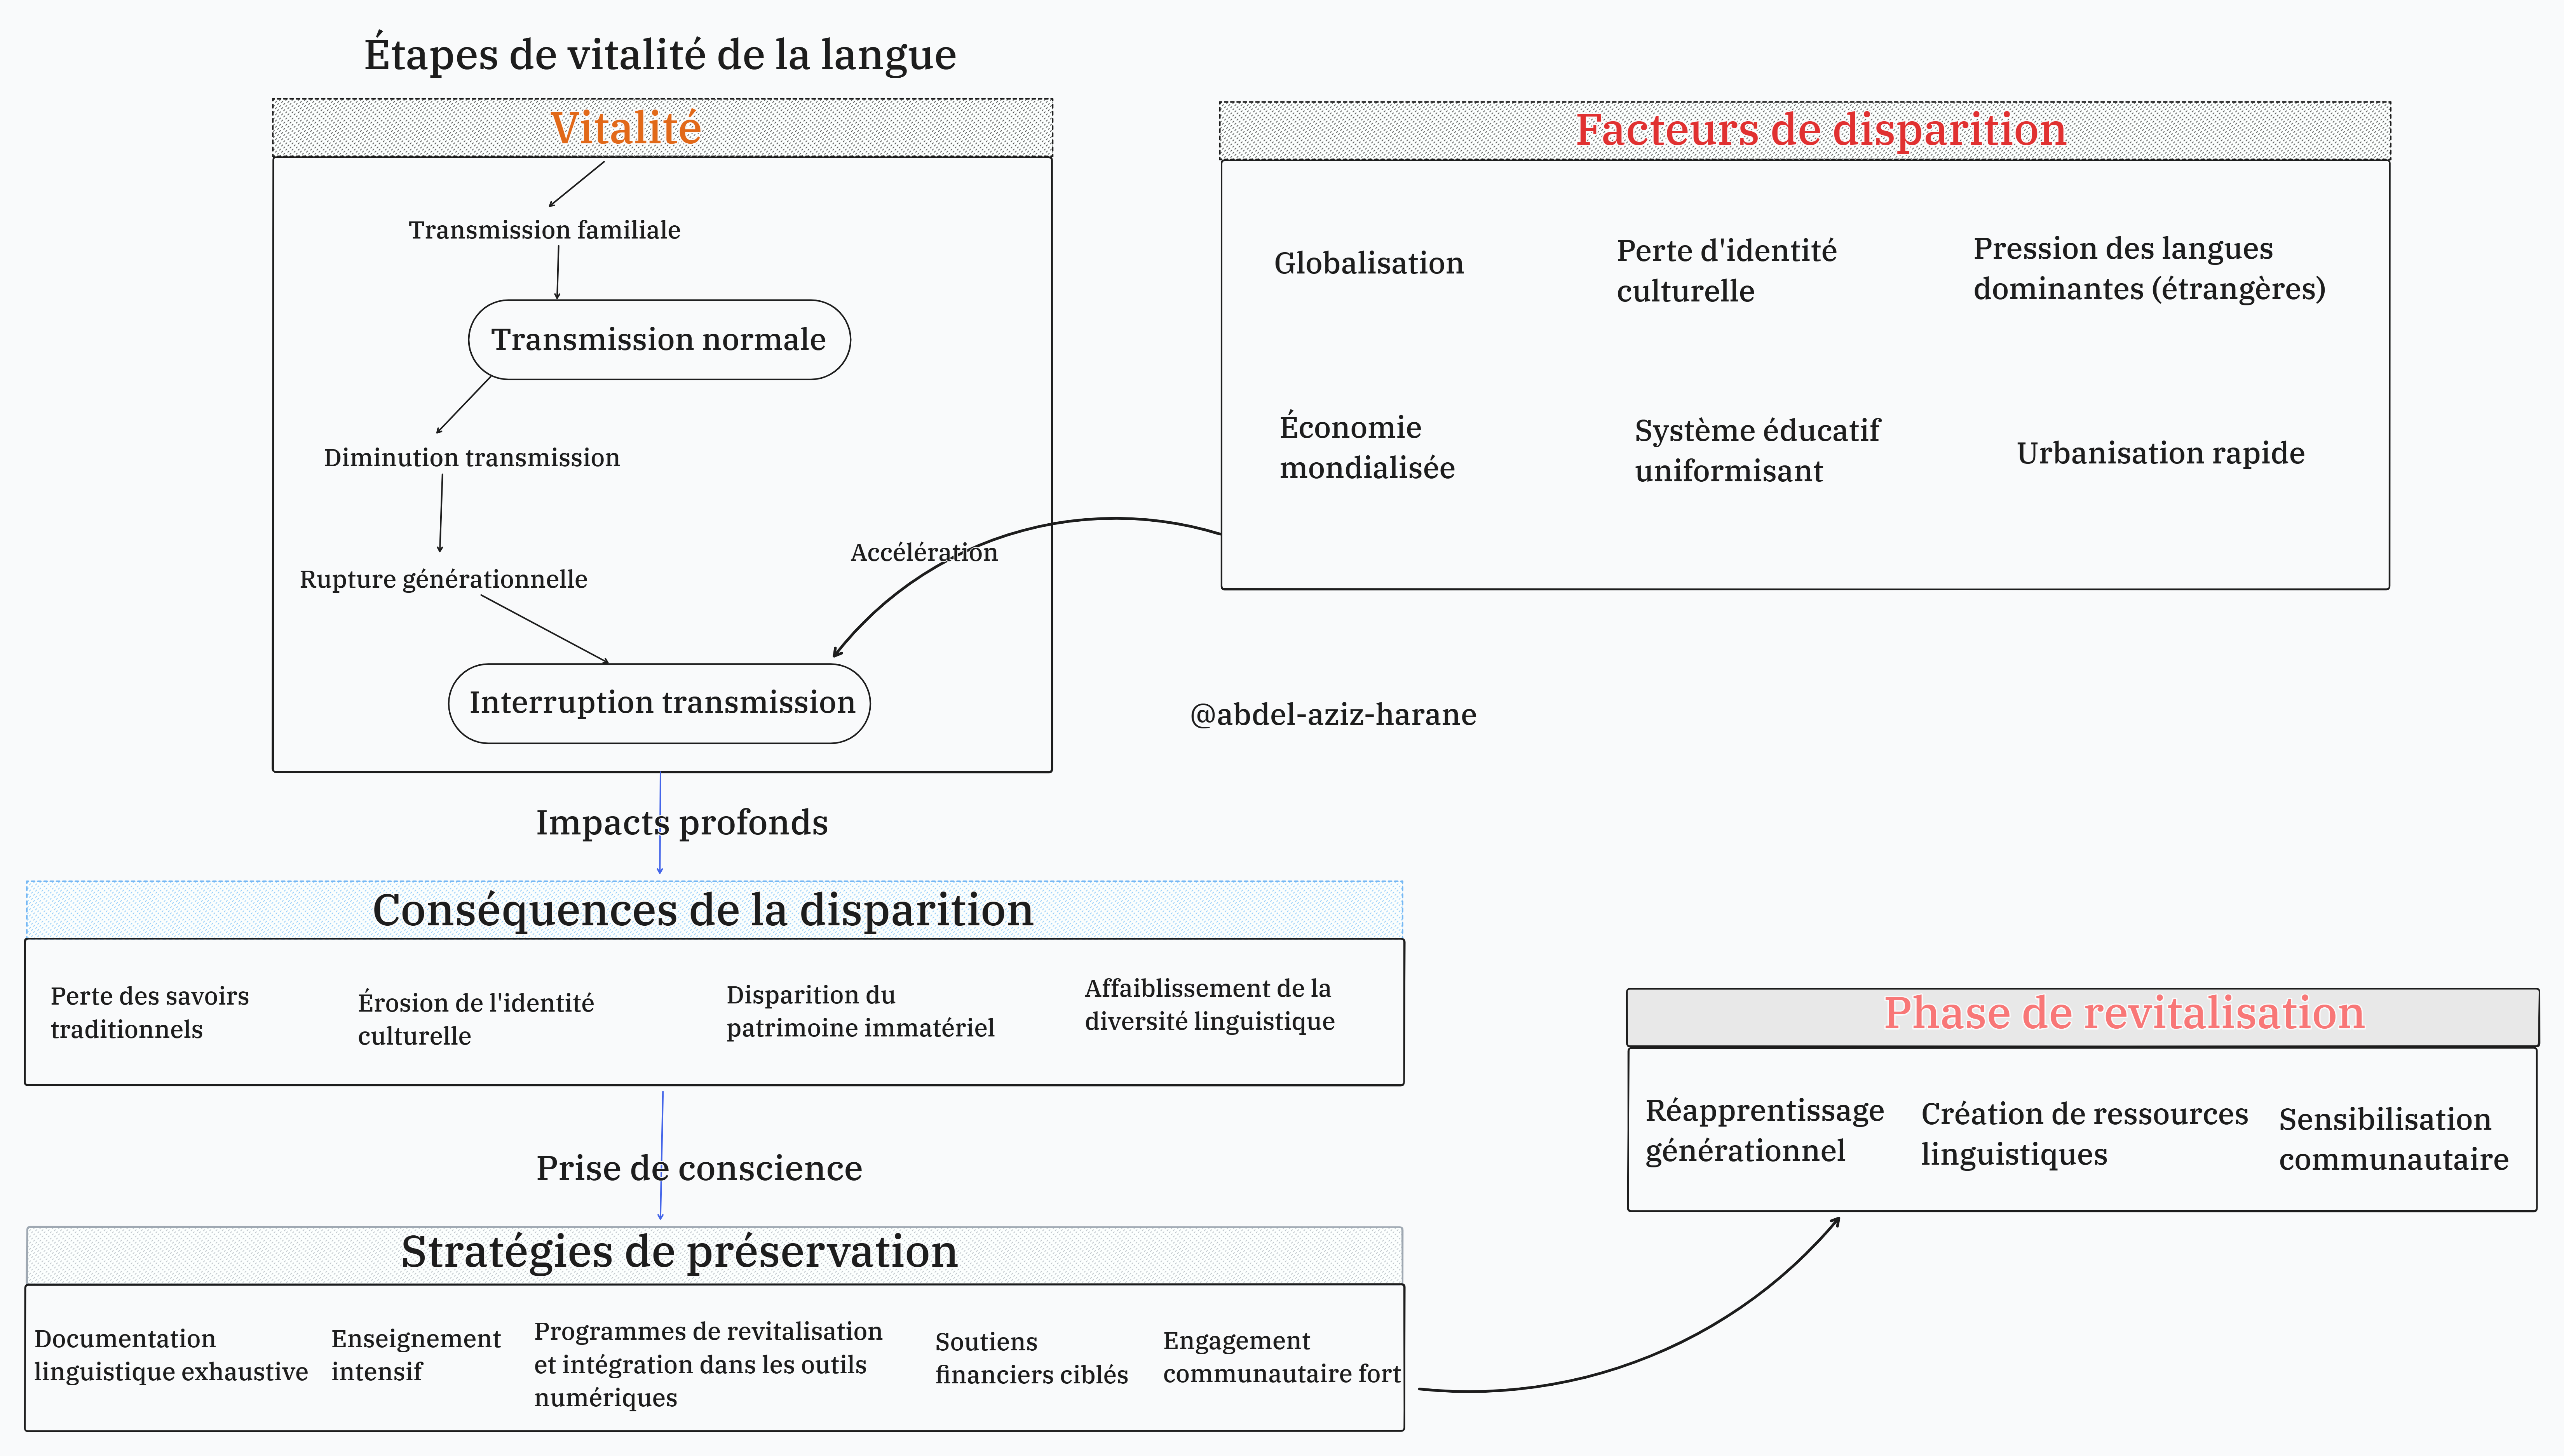 Étapes de vitalité de la langue
Vitalité
Transmission familiale
Transmission normale
Diminution transmission
Rupture générationnelle
Accélération
Interruption transmission
Facteurs de disparition
Globalisation
Perte d'identité
culturelle
Pression des langues
dominantes (étrangères)
Économie
mondialisée
Système éducatif
uniformisant
Urbanisation rapide
@abdel-aziz-harane
Impacts profonds
Conséquences de la disparition
Perte des savoirs
traditionnels
Érosion de l'identité
culturelle
Disparition du
patrimoine immatériel
Affaiblissement de la
diversité linguistique
Prise de conscience
Stratégies de préservation
Documentation
linguistique exhaustive
Enseignement
intensif
Programmes de revitalisation
et intégration dans les outils
numériques
Soutiens
financiers ciblés
Engagement
communautaire fort
Phase de revitalisation
Réapprentissage
générationnel
Création de ressources
linguistiques
Sensibilisation
communautaire